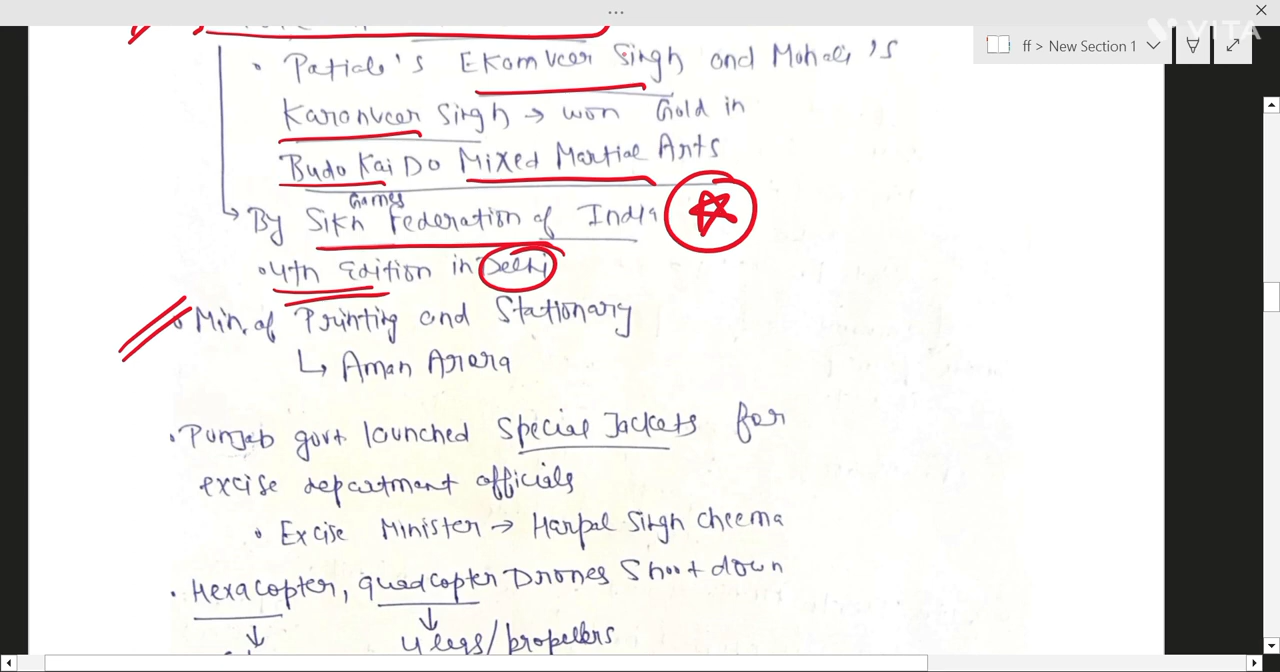 ...
VITA
ff > New Section 1
• Patiala's Ekamveer Singh and Mohali's
Karanveer Singh → won Gold in
Budo Kai Do Mixed Martial Arts
Games
By Sikh Federation of India
• 4th Edition in Delhi
• Min. of Printing and Stationary
Aman Arora
• Punjab govt launched Special Jackets for
excise department officials
• Excise Minister → Harpal Singh Cheema
• Hexacopter, quadcopter Drones Shoot down
4 legs/propellers